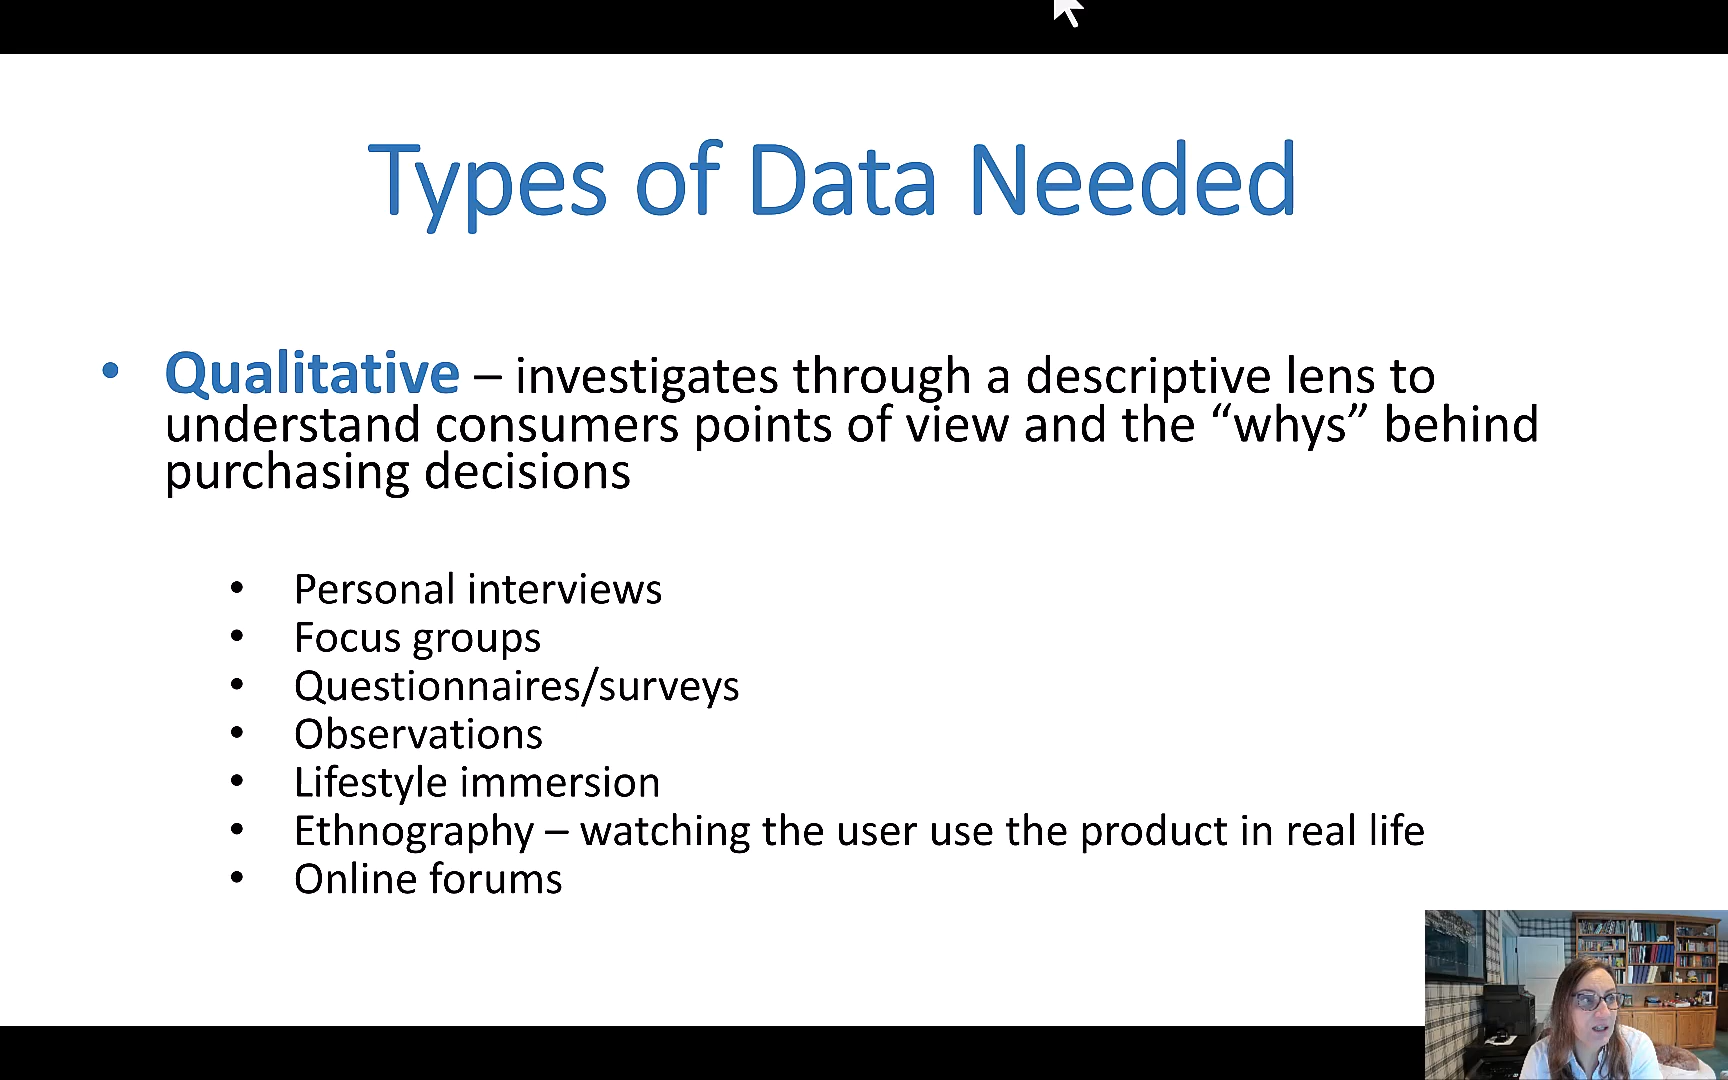 Types of Data Needed
• Qualitative – investigates through a descriptive lens to
understand consumers points of view and the “whys” behind
purchasing decisions
• Personal interviews
• Focus groups
• Questionnaires/surveys
• Observations
• Lifestyle immersion
• Ethnography – watching the user use the product in real life
• Online forums